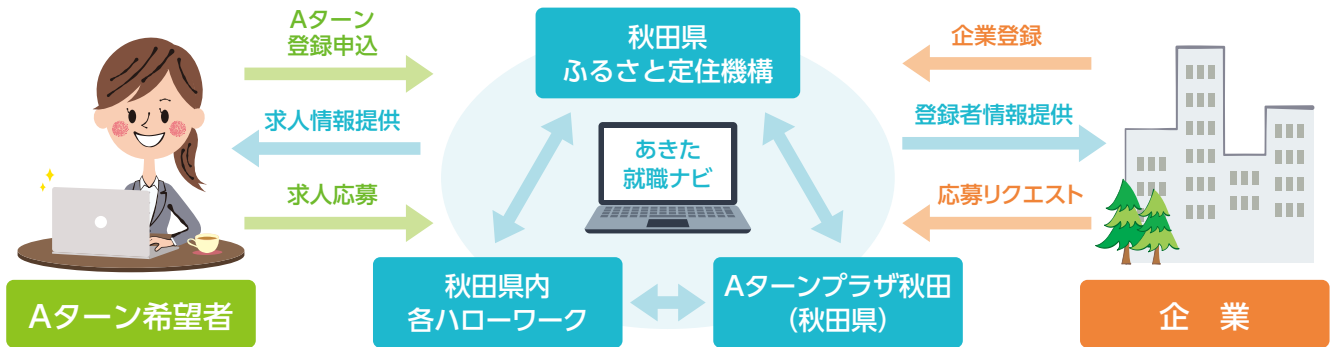 Aターン
登録申込
求人情報提供
求人応募
Aターン希望者
秋田県
ふるさと定住機構
あきた
就職ナビ
秋田県内
各ハローワーク
Aターンプラザ秋田
(秋田県)
企業登録
登録者情報提供
応募リクエスト
企　業